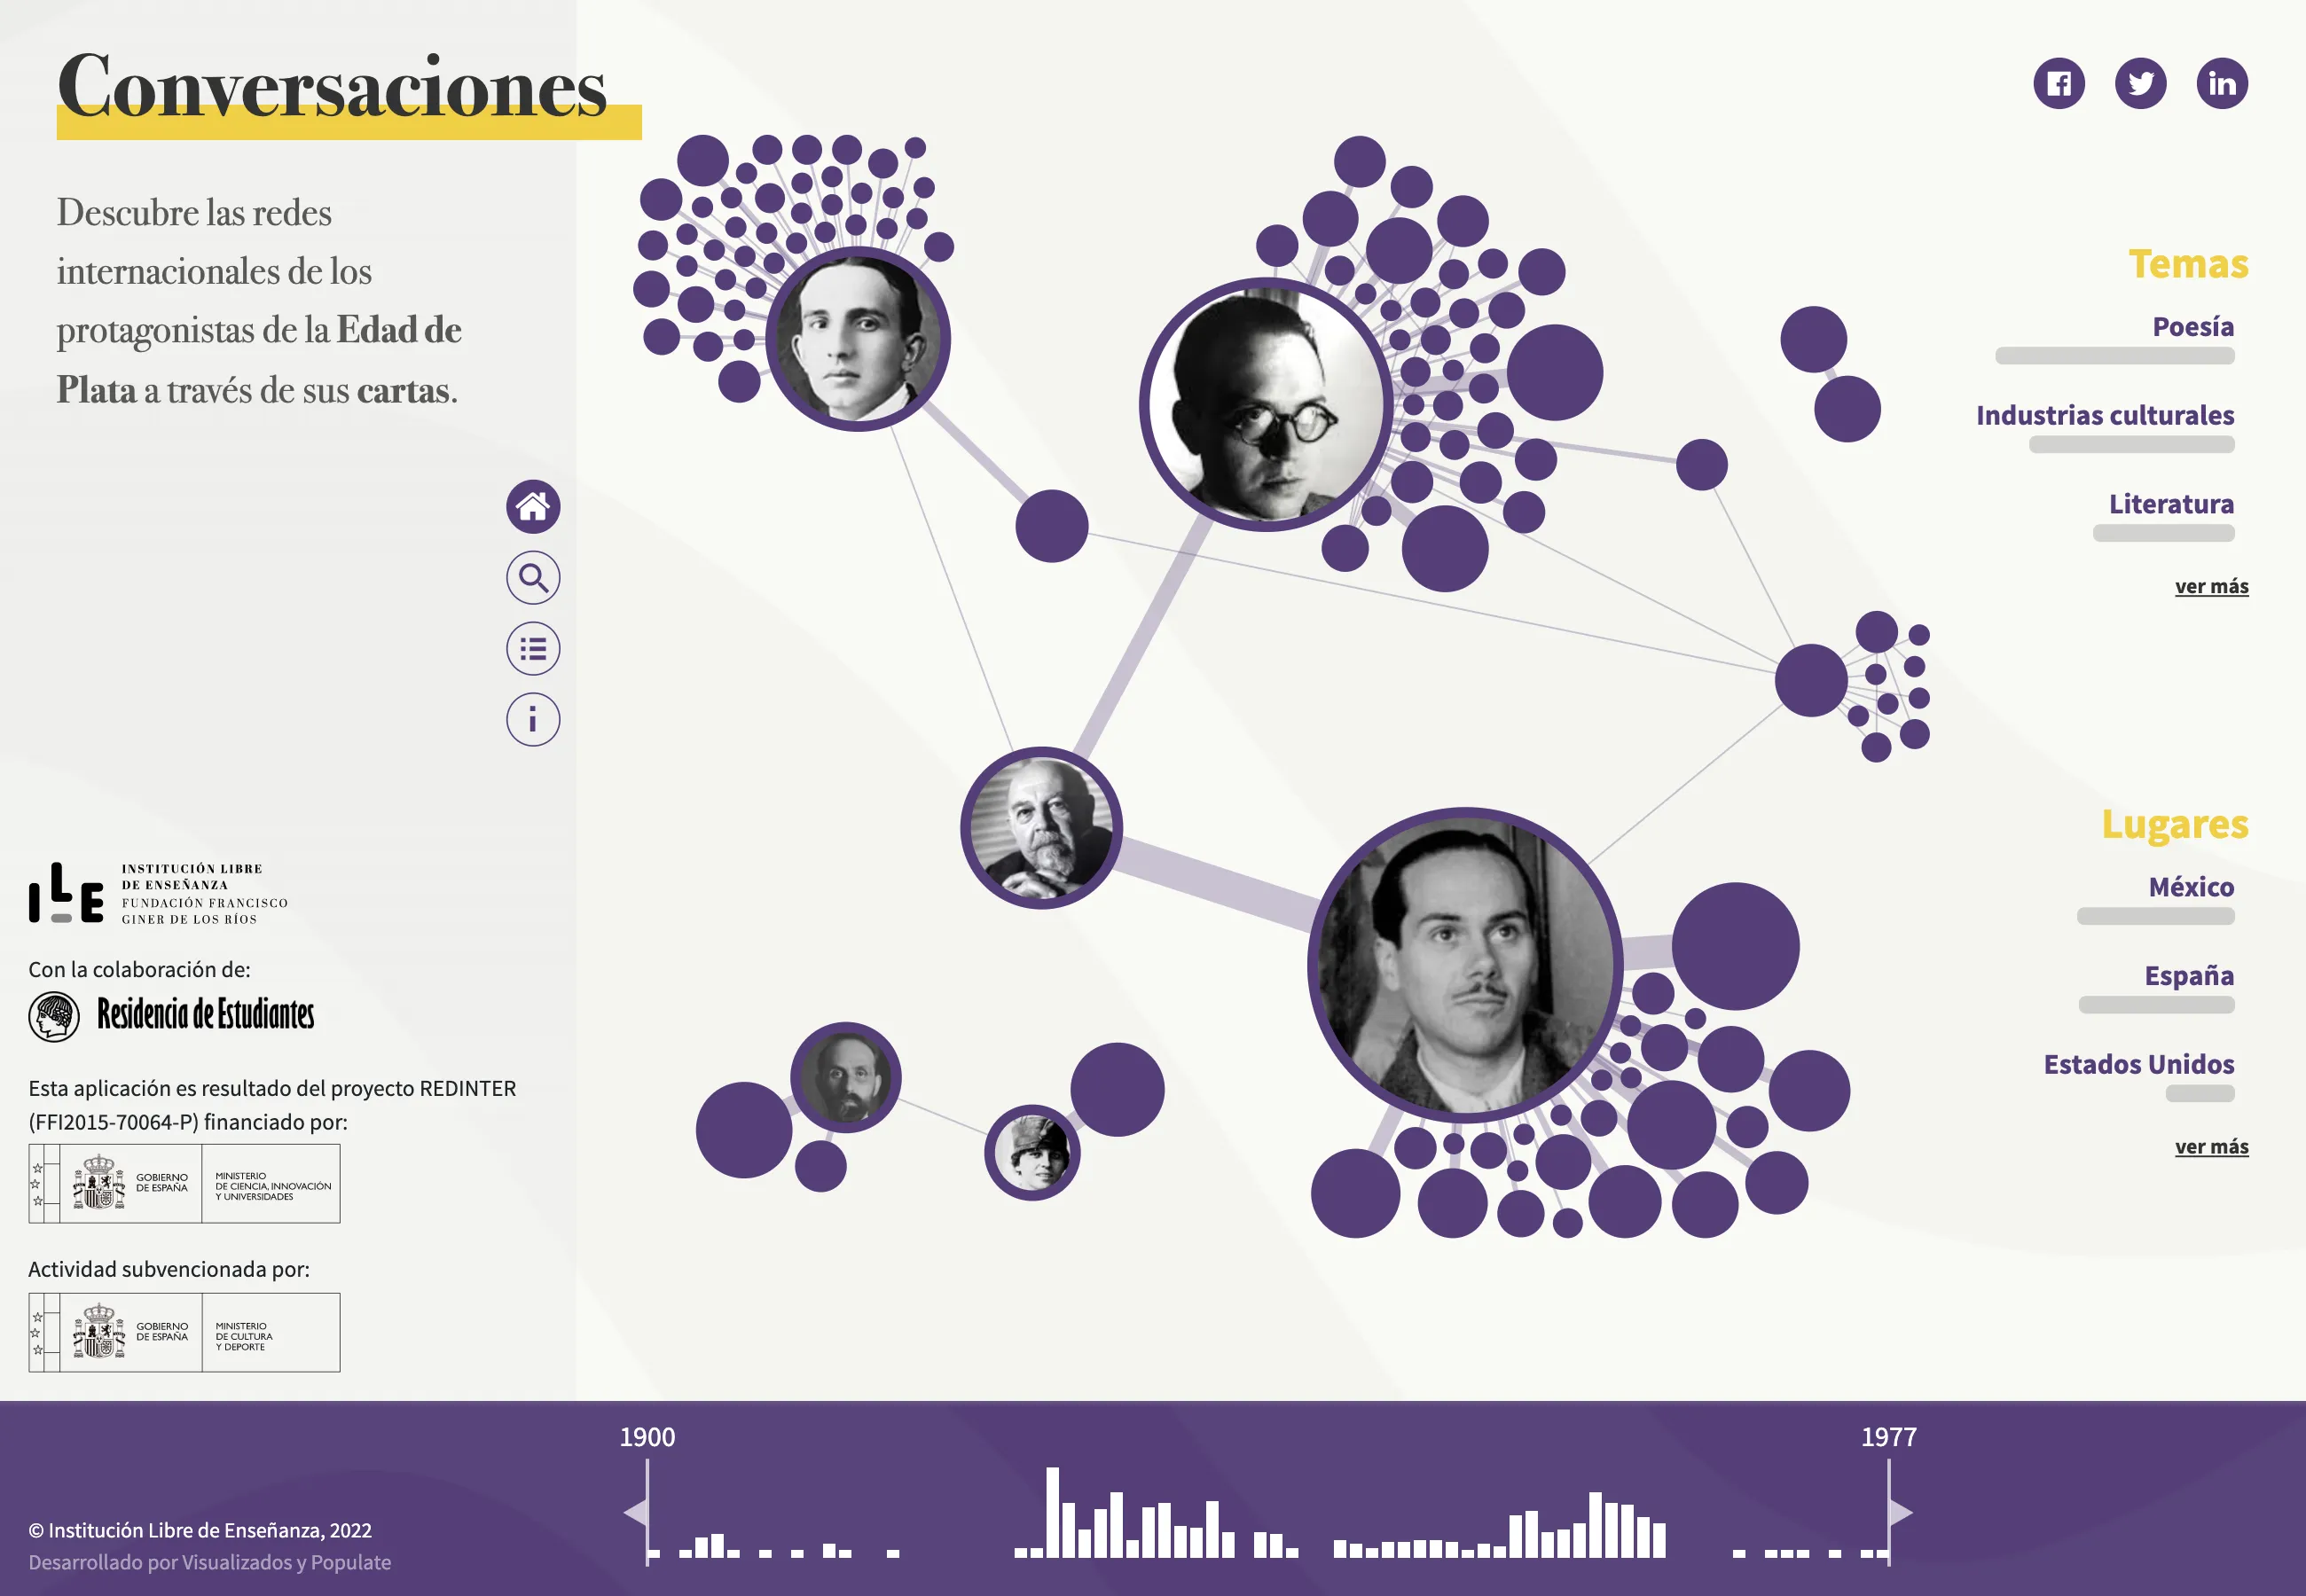 Conversaciones
Descubre las redes
internacionales de los
protagonistas de la Edad de
Plata a través de sus cartas.
INSTITUCIÓN LIBRE
DE ENSEÑANZA
FUNDACIÓN FRANCISCO
GINER DE LOS RÍOS
ILE
Con la colaboración de:
Residencia de Estudiantes
Esta aplicación es resultado del proyecto REDINTER
(FFI2015-70064-P) financiado por:
GOBIERNO
DE ESPAÑA
MINISTERIO
DE CIENCIA, INNOVACIÓN
Y UNIVERSIDADES
Actividad subvencionada por:
GOBIERNO
DE ESPAÑA
MINISTERIO
DE CULTURA
Y DEPORTE
Temas
Poesía
Industrias culturales
Literatura
ver más
Lugares
México
España
Estados Unidos
ver más
1900
1977
© Institución Libre de Enseñanza, 2022
Desarrollado por Visualizados y Populate